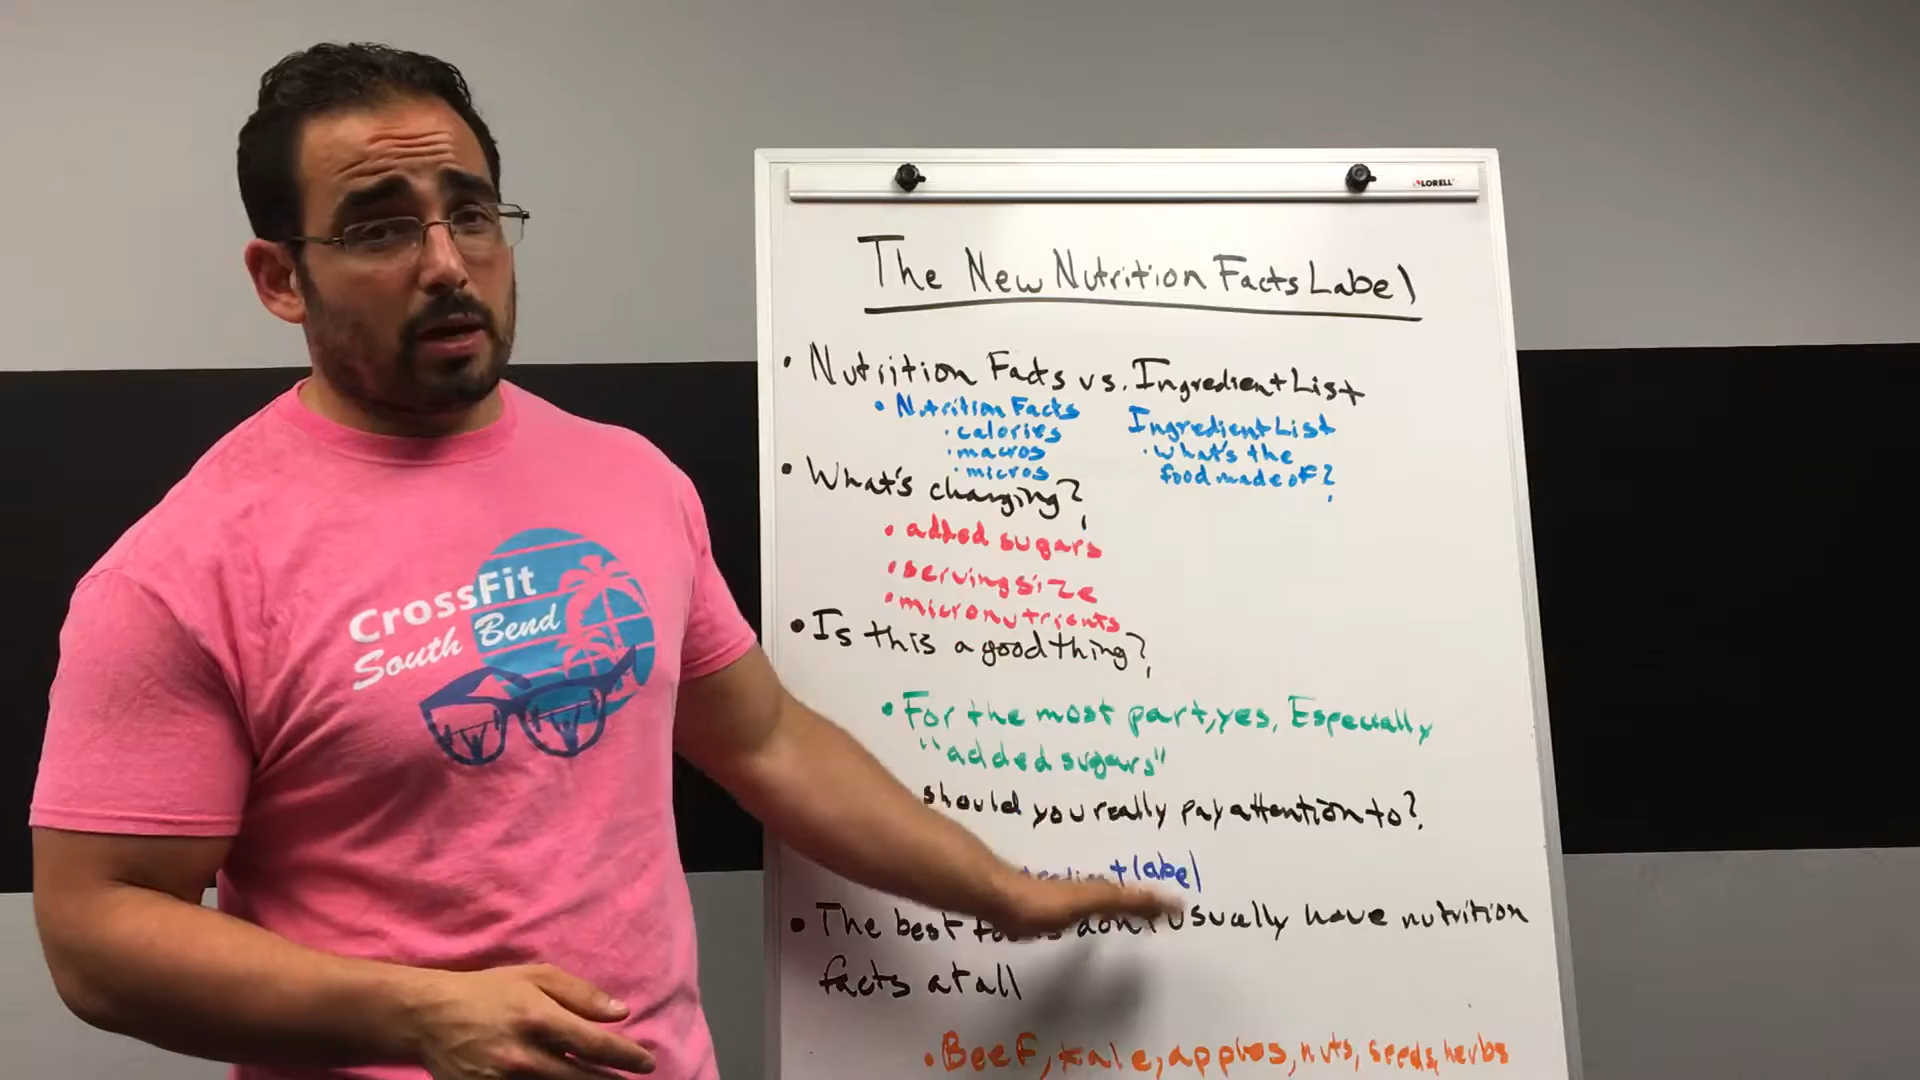 LORELL
The New Nutrition Facts Label
• Nutrition Facts vs. Ingredient List
• Nutrition Facts
• calories
• macros
• micros
Ingredient List
• what's the
food made of?
• What's changing?
• added sugars
• serving size
• micronutrients
• Is this a good thing?
• For the most part, yes, Especially
"added sugars"
should you really pay attention to?
label
• The best don't usually have nutrition
facts at all
• Beef, kale, apples, nuts, seeds, herbs
CrossFit
South Bend